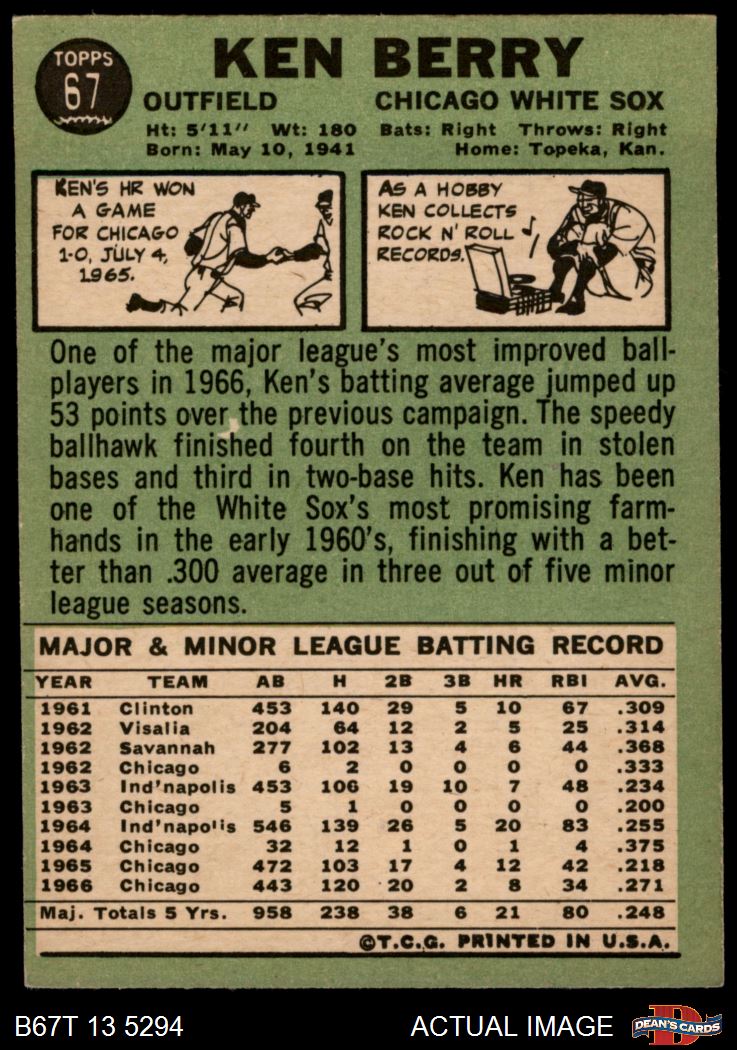 TOPPS
67
KEN BERRY
OUTFIELD CHICAGO WHITE SOX
Ht: 5'11" Wt: 180 Bats: Right Throws: Right
Born: May 10, 1941 Home: Topeka, Kan.
KEN'S HR WON
A GAME
FOR CHICAGO
1-0, JULY 4,
1965.
AS A HOBBY
KEN COLLECTS
ROCK N' ROLL
RECORDS.
One of the major league's most improved ball-
players in 1966, Ken's batting average jumped up
53 points over the previous campaign. The speedy
ballhawk finished fourth on the team in stolen
bases and third in two-base hits. Ken has been
one of the White Sox's most promising farm-
hands in the early 1960's, finishing with a bet-
ter than .300 average in three out of five minor
league seasons.
MAJOR & MINOR LEAGUE BATTING RECORD
YEAR TEAM AB H 2B 3B HR RBI AVG.
1961 Clinton 453 140 29 5 10 67 .309
1962 Visalia 204 64 12 2 5 25 .314
1962 Savannah 277 102 13 4 6 44 .368
1962 Chicago 6 2 0 0 0 0 .333
1963 Ind'napolis 453 106 19 10 7 48 .234
1963 Chicago 5 1 0 0 0 0 .200
1964 Ind'napolis 546 139 26 5 20 83 .255
1964 Chicago 32 12 1 0 1 4 .375
1965 Chicago 472 103 17 4 12 42 .218
1966 Chicago 443 120 20 2 8 34 .271
Maj. Totals 5 Yrs. 958 238 38 6 21 80 .248
©T.C.G. PRINTED IN U.S.A.
B67T 13 5294 ACTUAL IMAGE DEAN'S CARDS